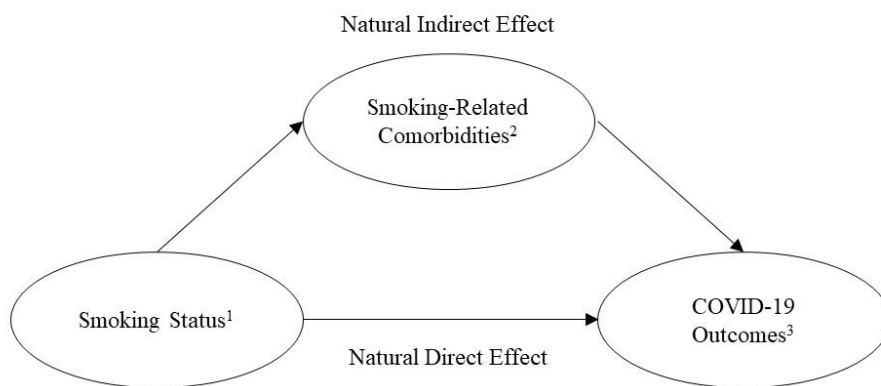 Natural Indirect Effect
Smoking-Related
Comorbidities²
Smoking Status¹
COVID-19
Outcomes³
Natural Direct Effect